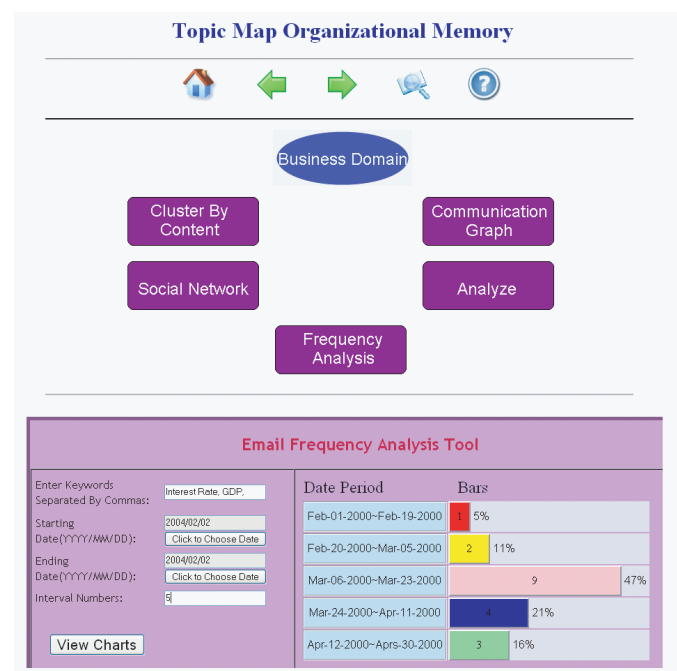 Topic Map Organizational Memory
Business Domain
Cluster By
Content
Communication
Graph
Social Network
Analyze
Frequency
Analysis
Email Frequency Analysis Tool
Enter Keywords
Separated By Commas:
Interest Rate, GDP,
Starting
Date(YYYY/MM/DD):
2004/02/02
Click to Choose Date
Ending
Date(YYYY/MM/DD):
2004/02/02
Click to Choose Date
Interval Numbers:
5
View Charts
Date Period Bars
Feb-01-2000~Feb-19-2000 1 5%
Feb-20-2000~Mar-05-2000 2 11%
Mar-06-2000~Mar-23-2000 9 47%
Mar-24-2000~Apr-11-2000 4 21%
Apr-12-2000~Aprs-30-2000 3 16%